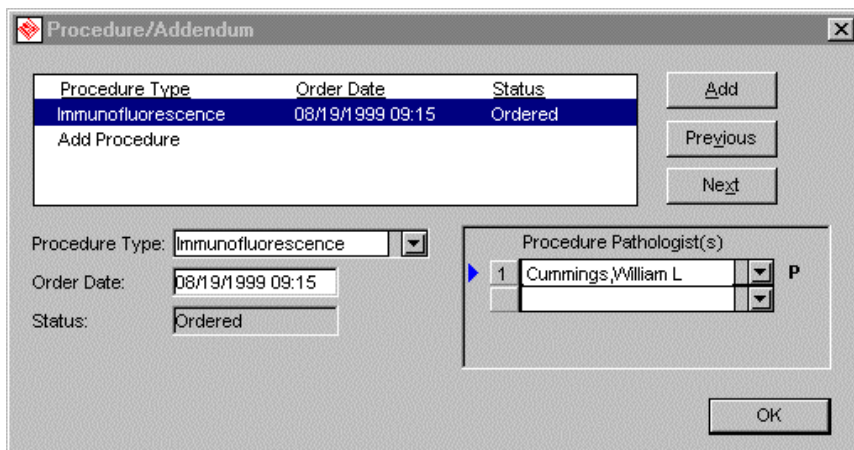 Procedure/Addendum
Procedure Type Order Date Status
Immunofluorescence 08/19/1999 09:15 Ordered
Add Procedure
Add
Previous
Next
Procedure Type: Immunofluorescence
Order Date: 08/19/1999 09:15
Status: Ordered
Procedure Pathologist(s)
1 Cummings,William L P
OK